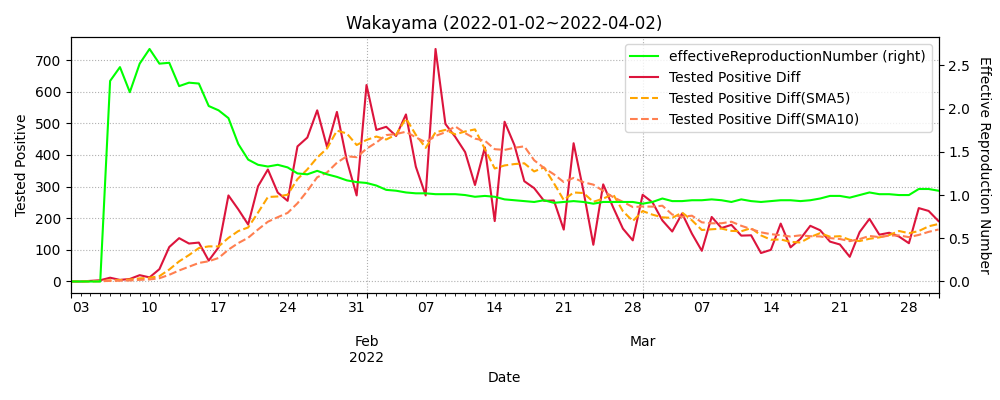 Wakayama (2022-01-02~2022-04-02)
effectiveReproductionNumber (right)
Tested Positive Diff
Tested Positive Diff(SMA5)
Tested Positive Diff(SMA10)
Tested Positive
700
600
500
400
300
200
100
0
2.5
2.0
1.5
1.0
0.5
0.0
Effective Reproduction Number
03 10 17 24 31 07 14 21 28 07 14 21 28
Feb Mar
2022
Date